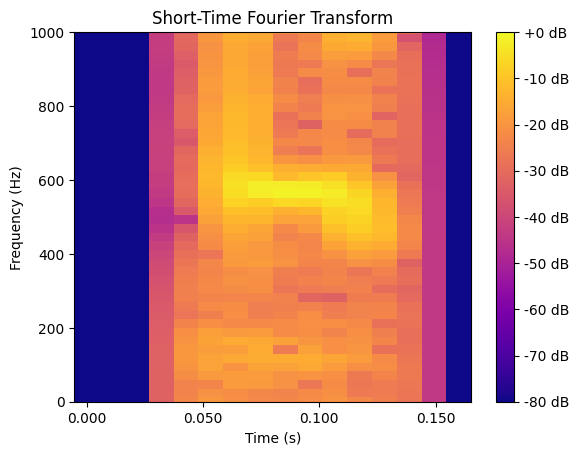 Short-Time Fourier Transform
1000
800
600
400
200
0
Frequency (Hz)
0.000
0.050
0.100
0.150
Time (s)
+0 dB
-10 dB
-20 dB
-30 dB
-40 dB
-50 dB
-60 dB
-70 dB
-80 dB